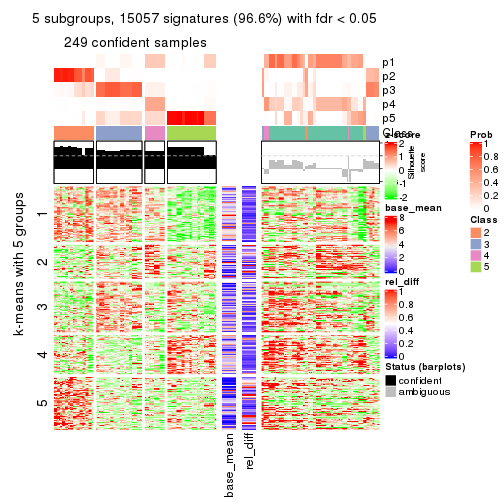 5 subgroups, 15057 signatures (96.6%) with fdr < 0.05
249 confident samples
p1
p2
p3
p4
p5
Class
k-means with 5 groups
1
2
3
4
5
base_mean
rel_diff
z-score
2
1
0
-1
-2
Silhouette
score
base_mean
8
6
4
2
0
rel_diff
1
0.8
0.6
0.4
0.2
0
Status (barplots)
confident
ambiguous
Prob
1
0.8
0.6
0.4
0.2
0
Class
2
3
4
5